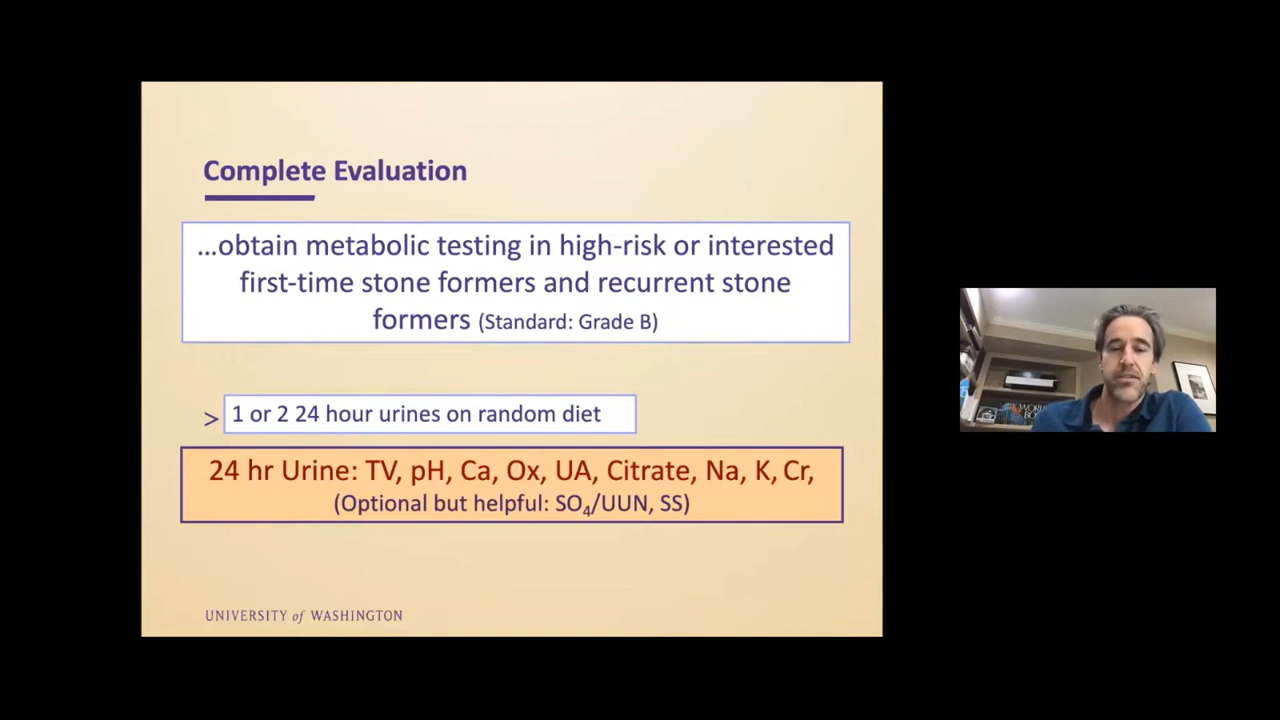 Complete Evaluation
...obtain metabolic testing in high-risk or interested
first-time stone formers and recurrent stone
formers (Standard: Grade B)
> 1 or 2 24 hour urines on random diet
24 hr Urine: TV, pH, Ca, Ox, UA, Citrate, Na, K, Cr,
(Optional but helpful: SO₄/UUN, SS)
UNIVERSITY of WASHINGTON